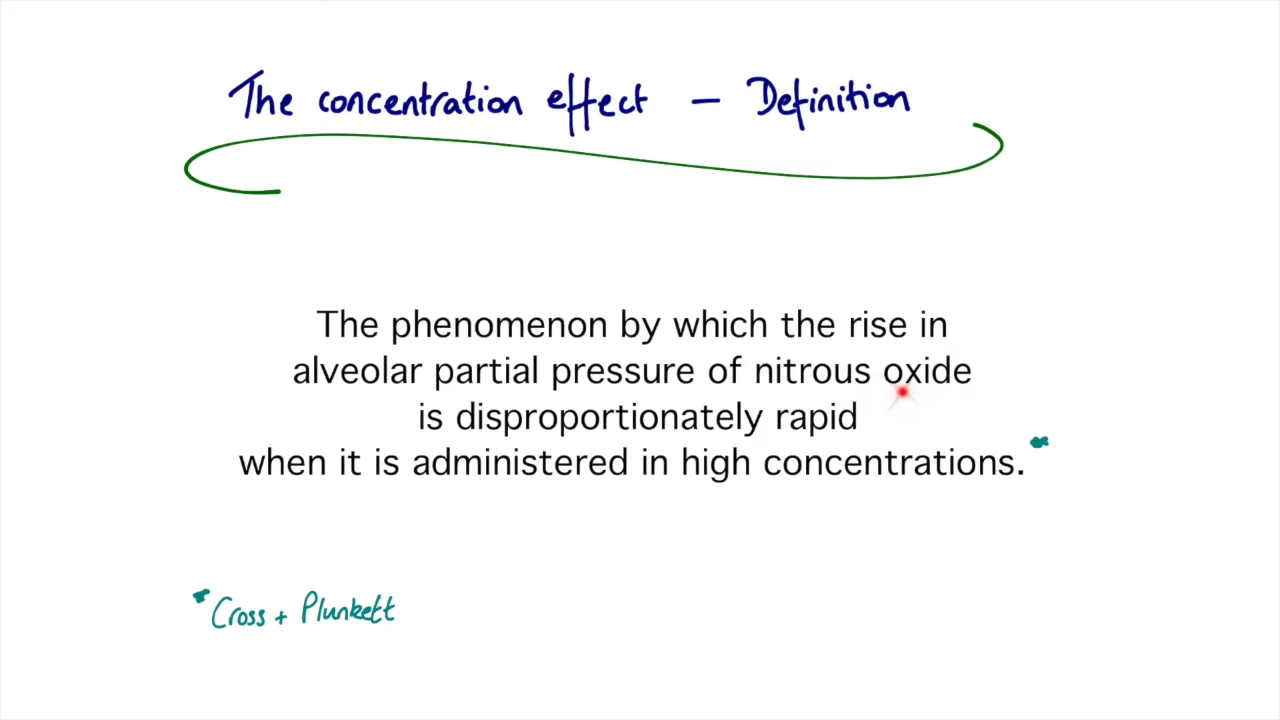 The concentration effect - Definition
The phenomenon by which the rise in
alveolar partial pressure of nitrous oxide
is disproportionately rapid
when it is administered in high concentrations.*
*Cross + Plunkett